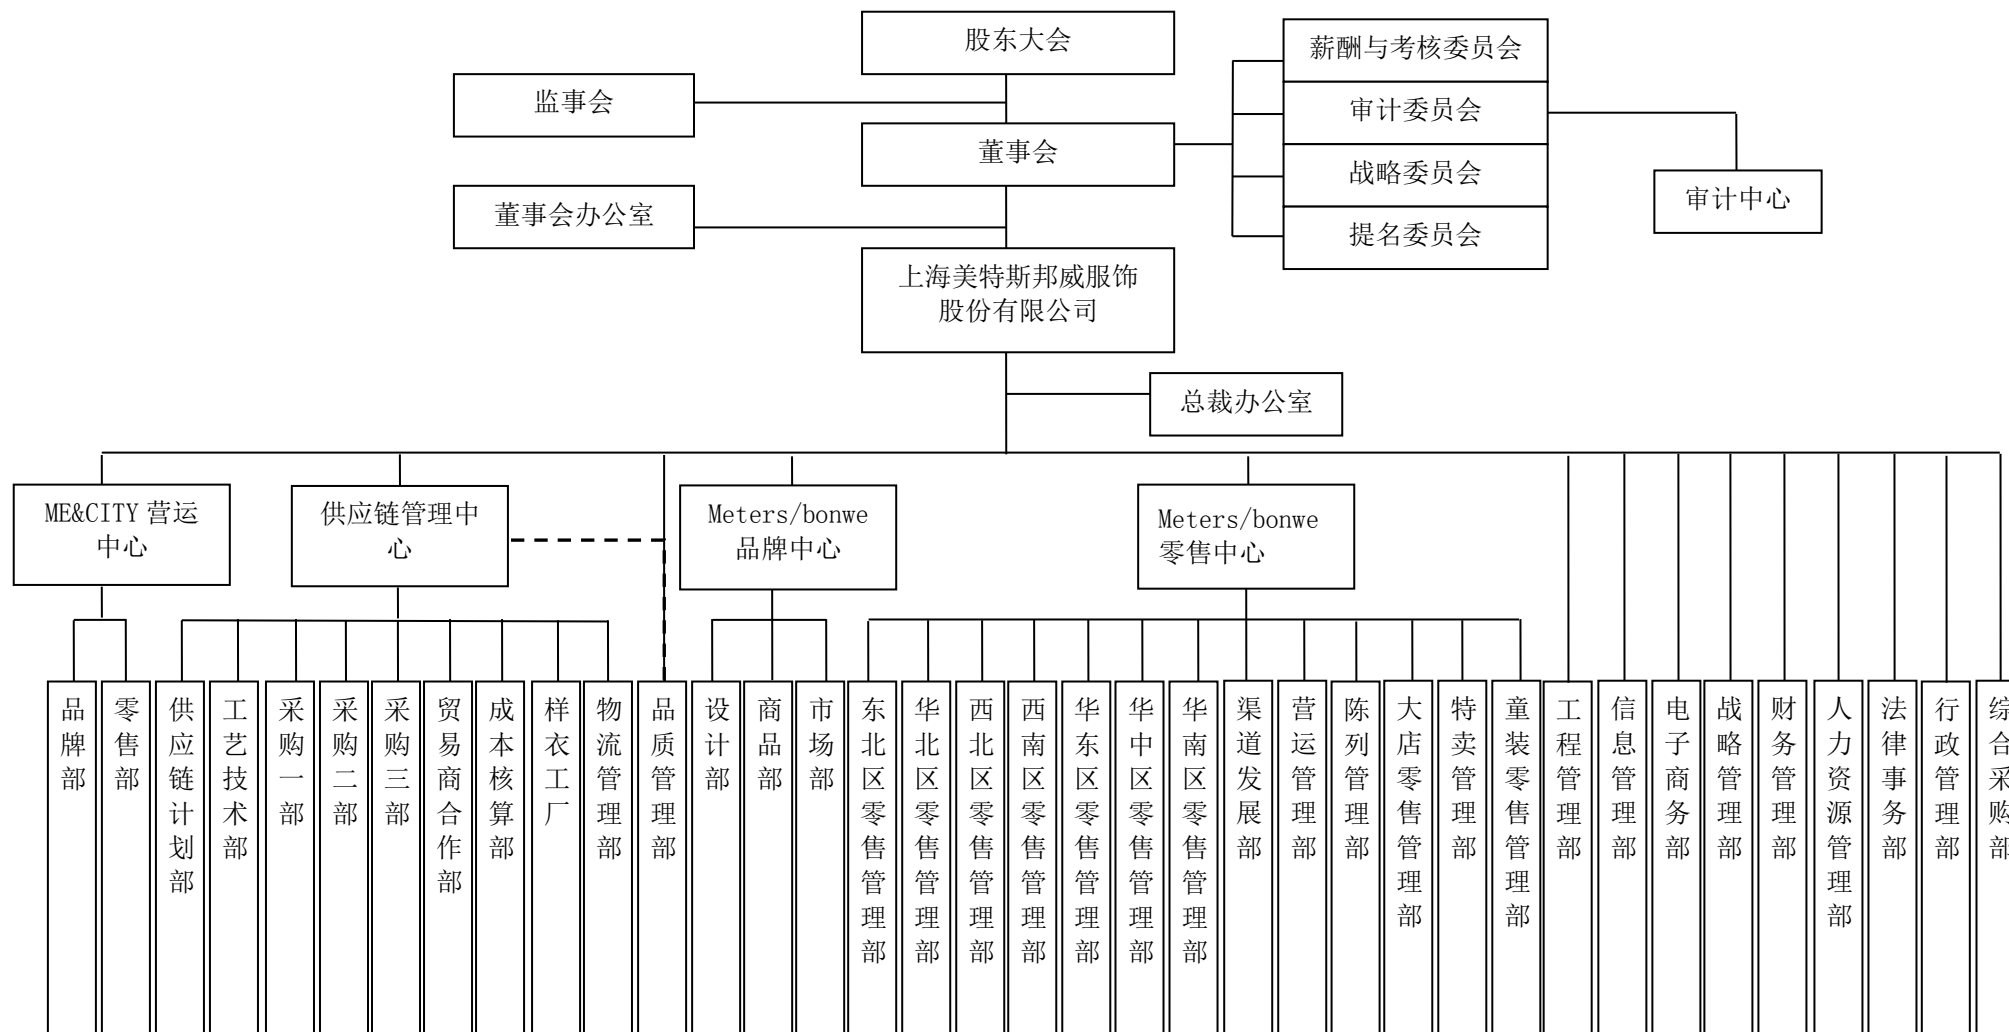 股东大会
薪酬与考核委员会
监事会
审计委员会
董事会
战略委员会
审计中心
董事会办公室
提名委员会
上海美特斯邦威服饰
股份有限公司
总裁办公室
ME&CITY 营运
中心
供应链管理中
心
Meters/bonwe
品牌中心
Meters/bonwe
零售中心
品牌部
零售部
供应链计划部
工艺技术部
采购一部
采购二部
采购三部
贸易商合作部
成本核算部
样衣工厂
物流管理部
品质管理部
设计部
商品部
市场部
东北区零售管理部
华北区零售管理部
西北区零售管理部
西南区零售管理部
华东区零售管理部
华中区零售管理部
华南区零售管理部
渠道发展部
营运管理部
陈列管理部
大店零售管理部
特卖管理部
童装零售管理部
工程管理部
信息管理部
电子商务部
战略管理部
财务管理部
人力资源管理部
法律事务部
行政管理部
综合采购部